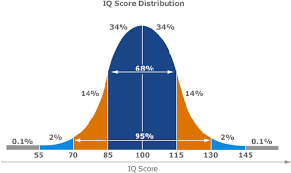 IQ Score Distribution
34% 34%
68%
14% 14%
95%
0.1% 2% 2% 0.1%
55 70 85 100 115 130 145
IQ Score